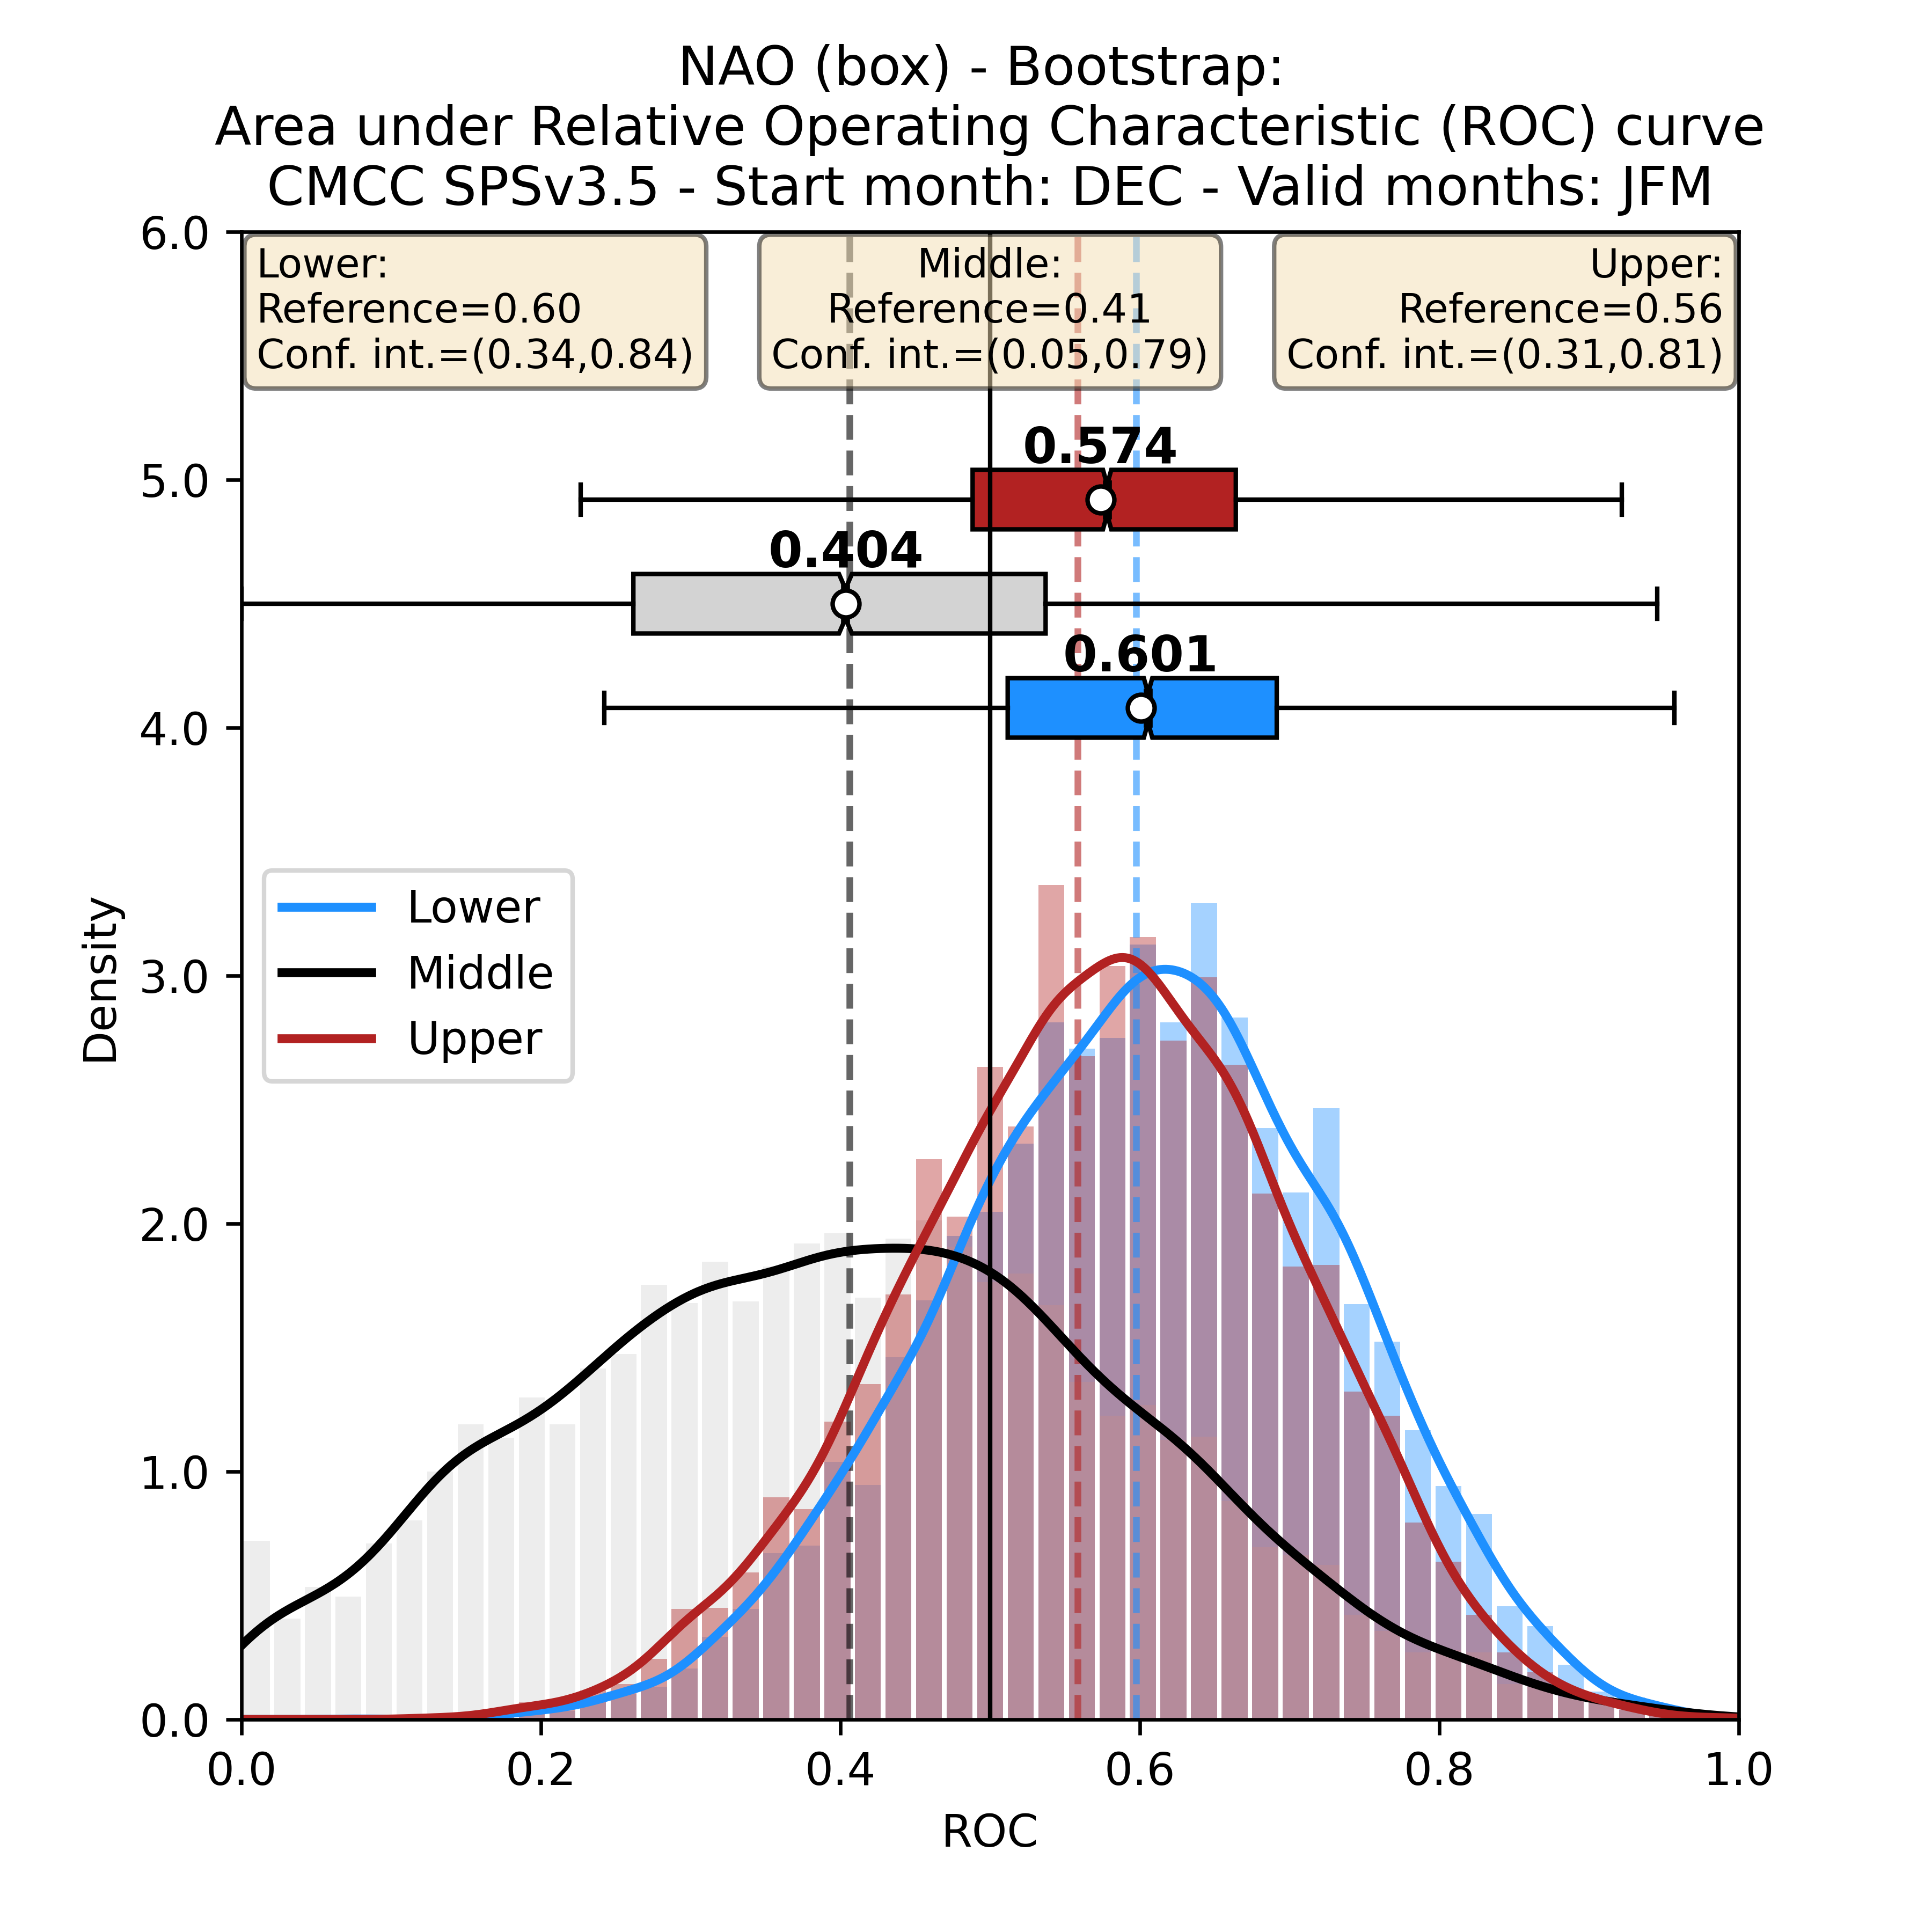 NAO (box) - Bootstrap:
Area under Relative Operating Characteristic (ROC) curve
CMCC SPSv3.5 - Start month: DEC - Valid months: JFM
6.0
Lower:
Reference=0.60
Conf. int.=(0.34,0.84)
Middle:
Reference=0.41
Conf. int.=(0.05,0.79)
Upper:
Reference=0.56
Conf. int.=(0.31,0.81)
0.574
5.0
0.404
0.601
4.0
Lower
Middle
Upper
3.0
Density
2.0
1.0
0.0
0.0 0.2 0.4 0.6 0.8 1.0
ROC